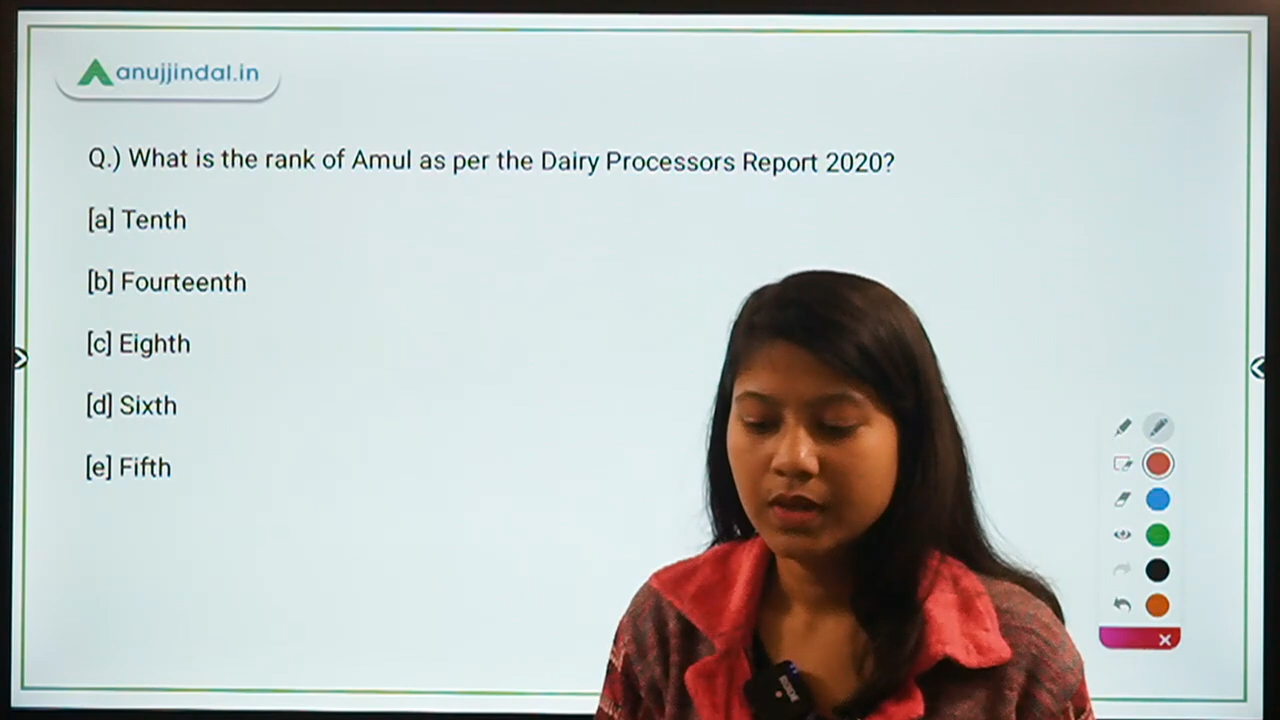 anujjindal.in
Q.) What is the rank of Amul as per the Dairy Processors Report 2020?
[a] Tenth
[b] Fourteenth
[c] Eighth
[d] Sixth
[e] Fifth